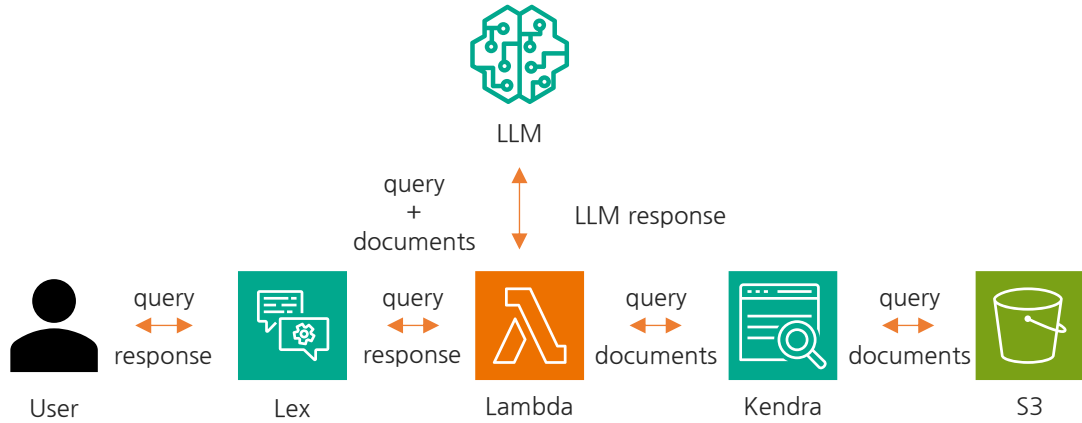 LLM
query
+
documents
LLM response
query
response
query
response
query
documents
query
documents
User
Lex
Lambda
Kendra
S3